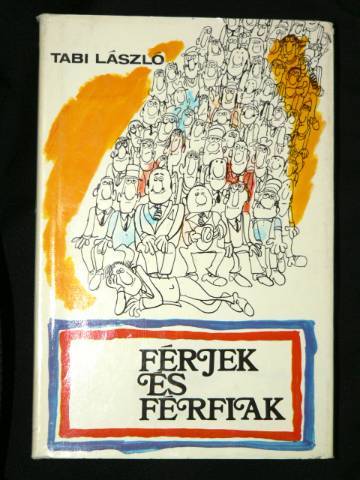 TABI LÁSZLÓ
FÉRJEK
ÉS
FÉRFIAK